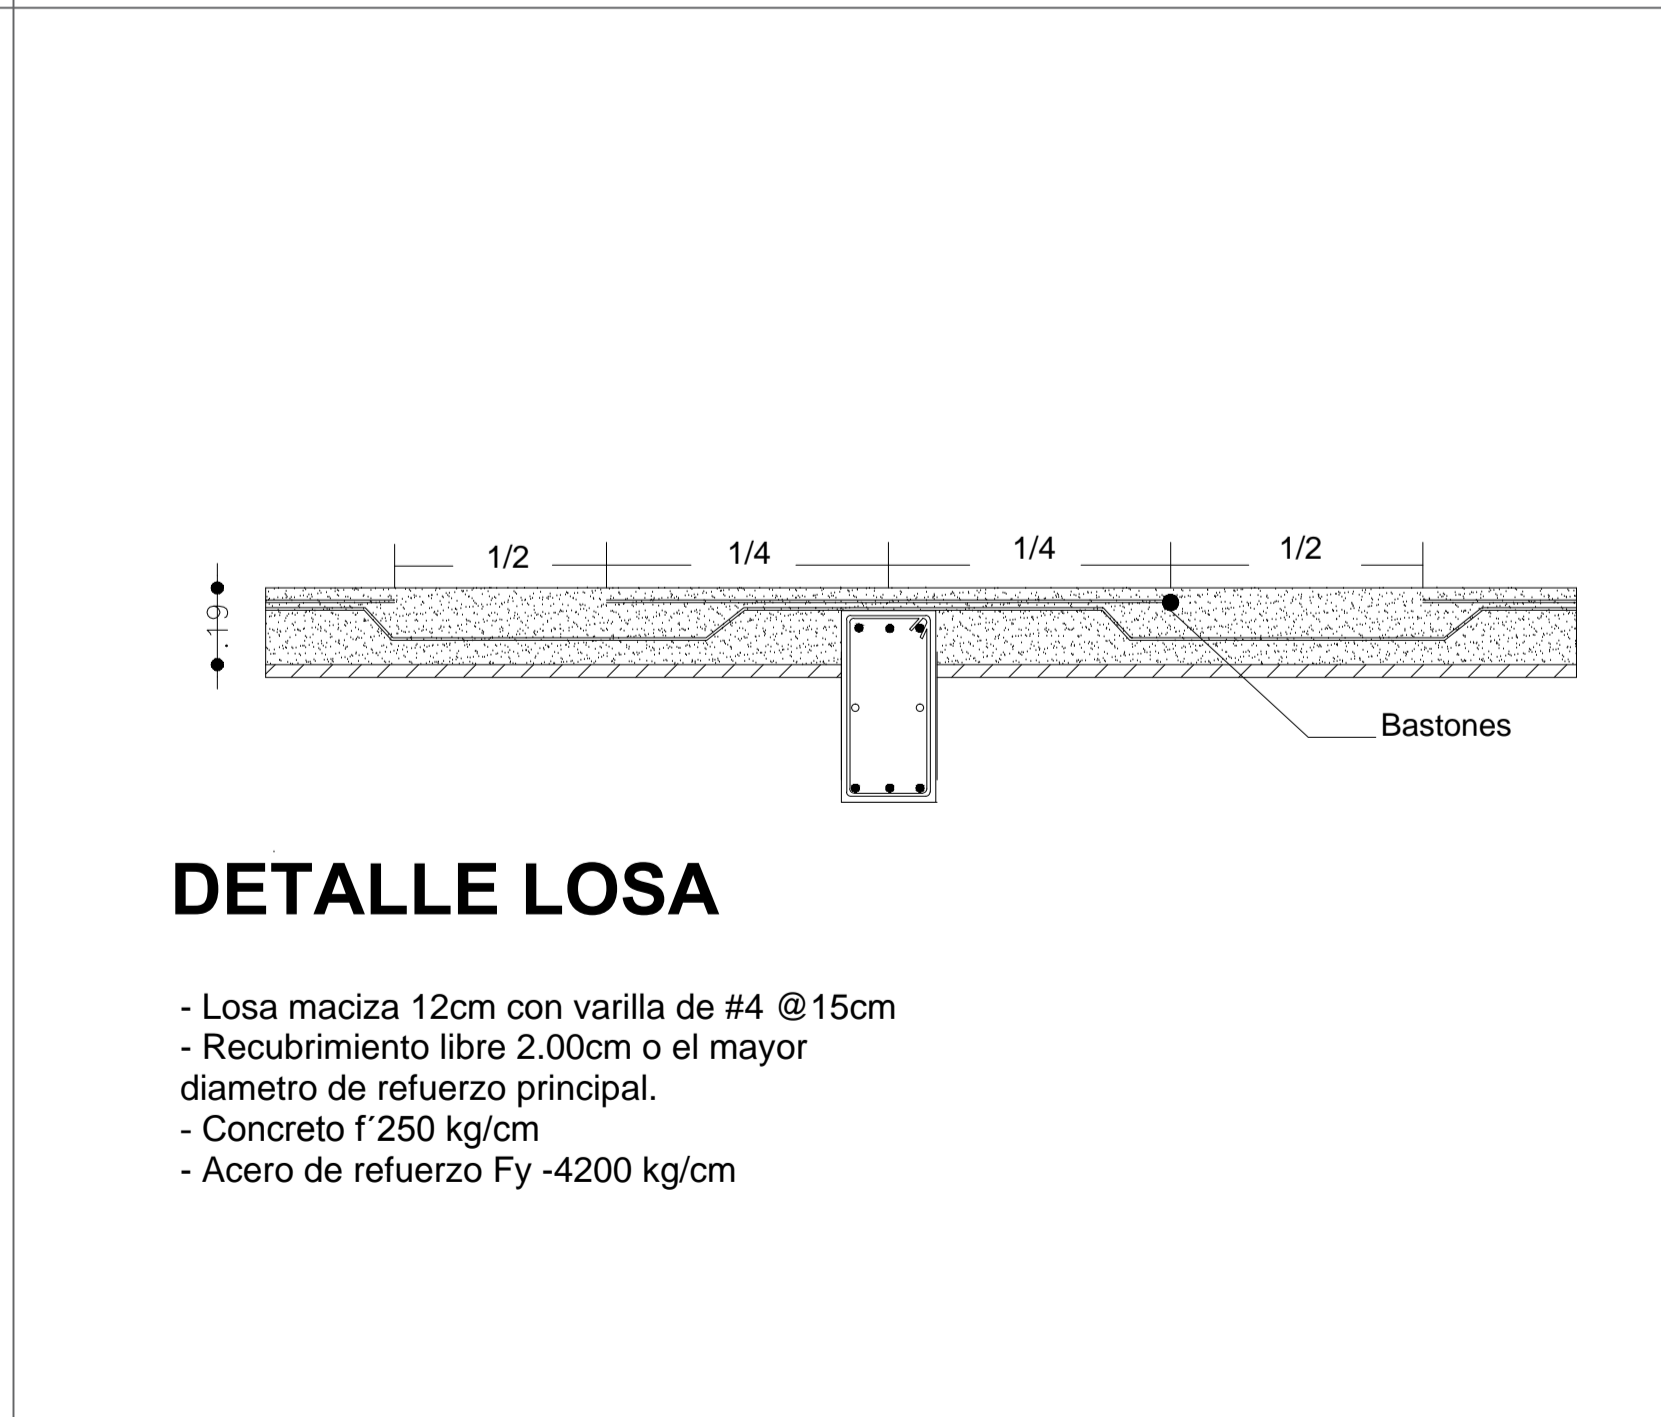 1/2
1/4
1/4
1/2
.19
Bastones
DETALLE LOSA
- Losa maciza 12cm con varilla de #4 @15cm
- Recubrimiento libre 2.00cm o el mayor
diametro de refuerzo principal.
- Concreto f´250 kg/cm
- Acero de refuerzo Fy -4200 kg/cm